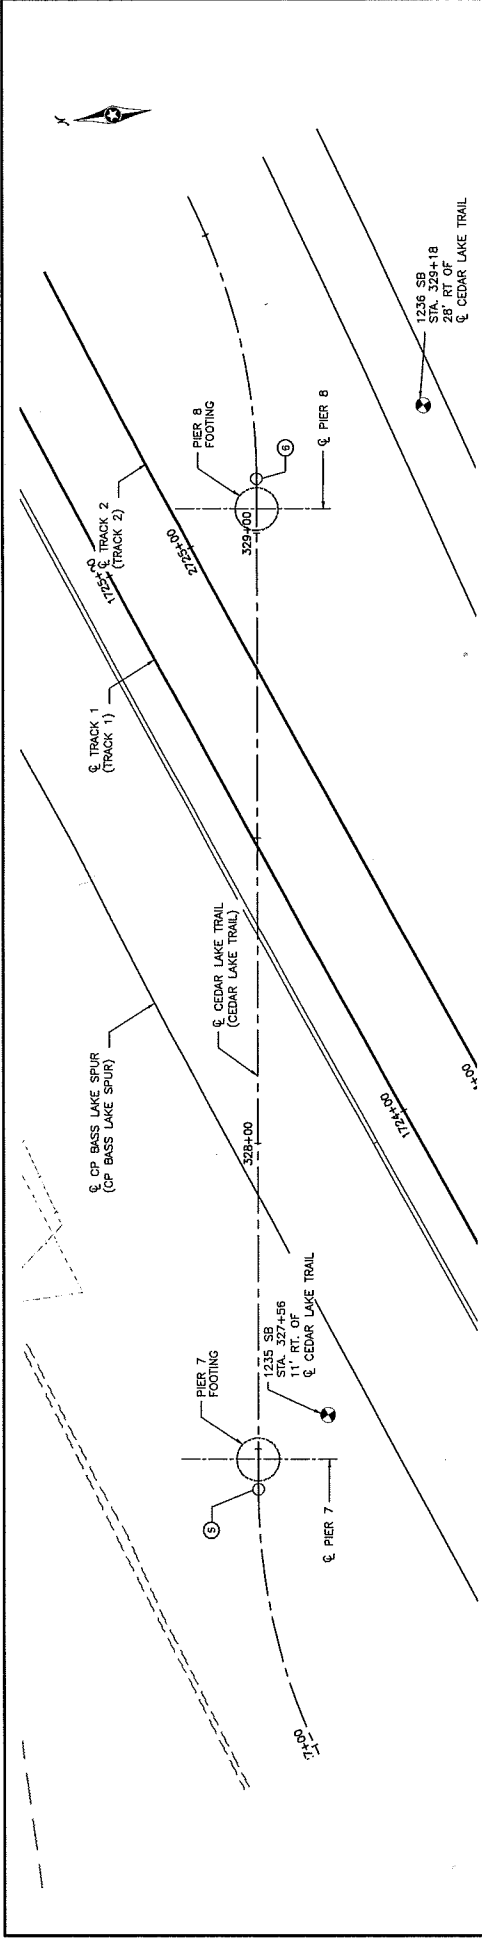 17+00
5
PIER 7
FOOTING
℄ PIER 7
1235 SB
STA. 327+56
11' RT. OF
℄ CEDAR LAKE TRAIL
℄ CP BASS LAKE SPUR
(CP BASS LAKE SPUR)
328+00
℄ CEDAR LAKE TRAIL
(CEDAR LAKE TRAIL)
1724+00
+00
℄ TRACK 1
(TRACK 1)
℄ TRACK 2
(TRACK 2)
2725+00
329+00
PIER 8
FOOTING
6
℄ PIER 8
1236 SB
STA. 329+18
28' RT OF
℄ CEDAR LAKE TRAIL
N